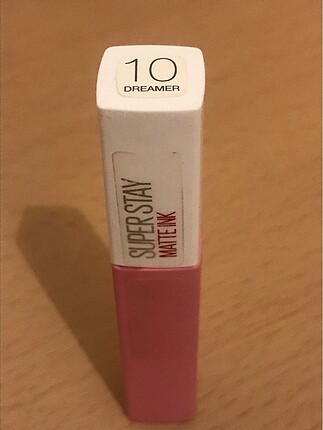 10
DREAMER
SUPER STAY
MATTE INK